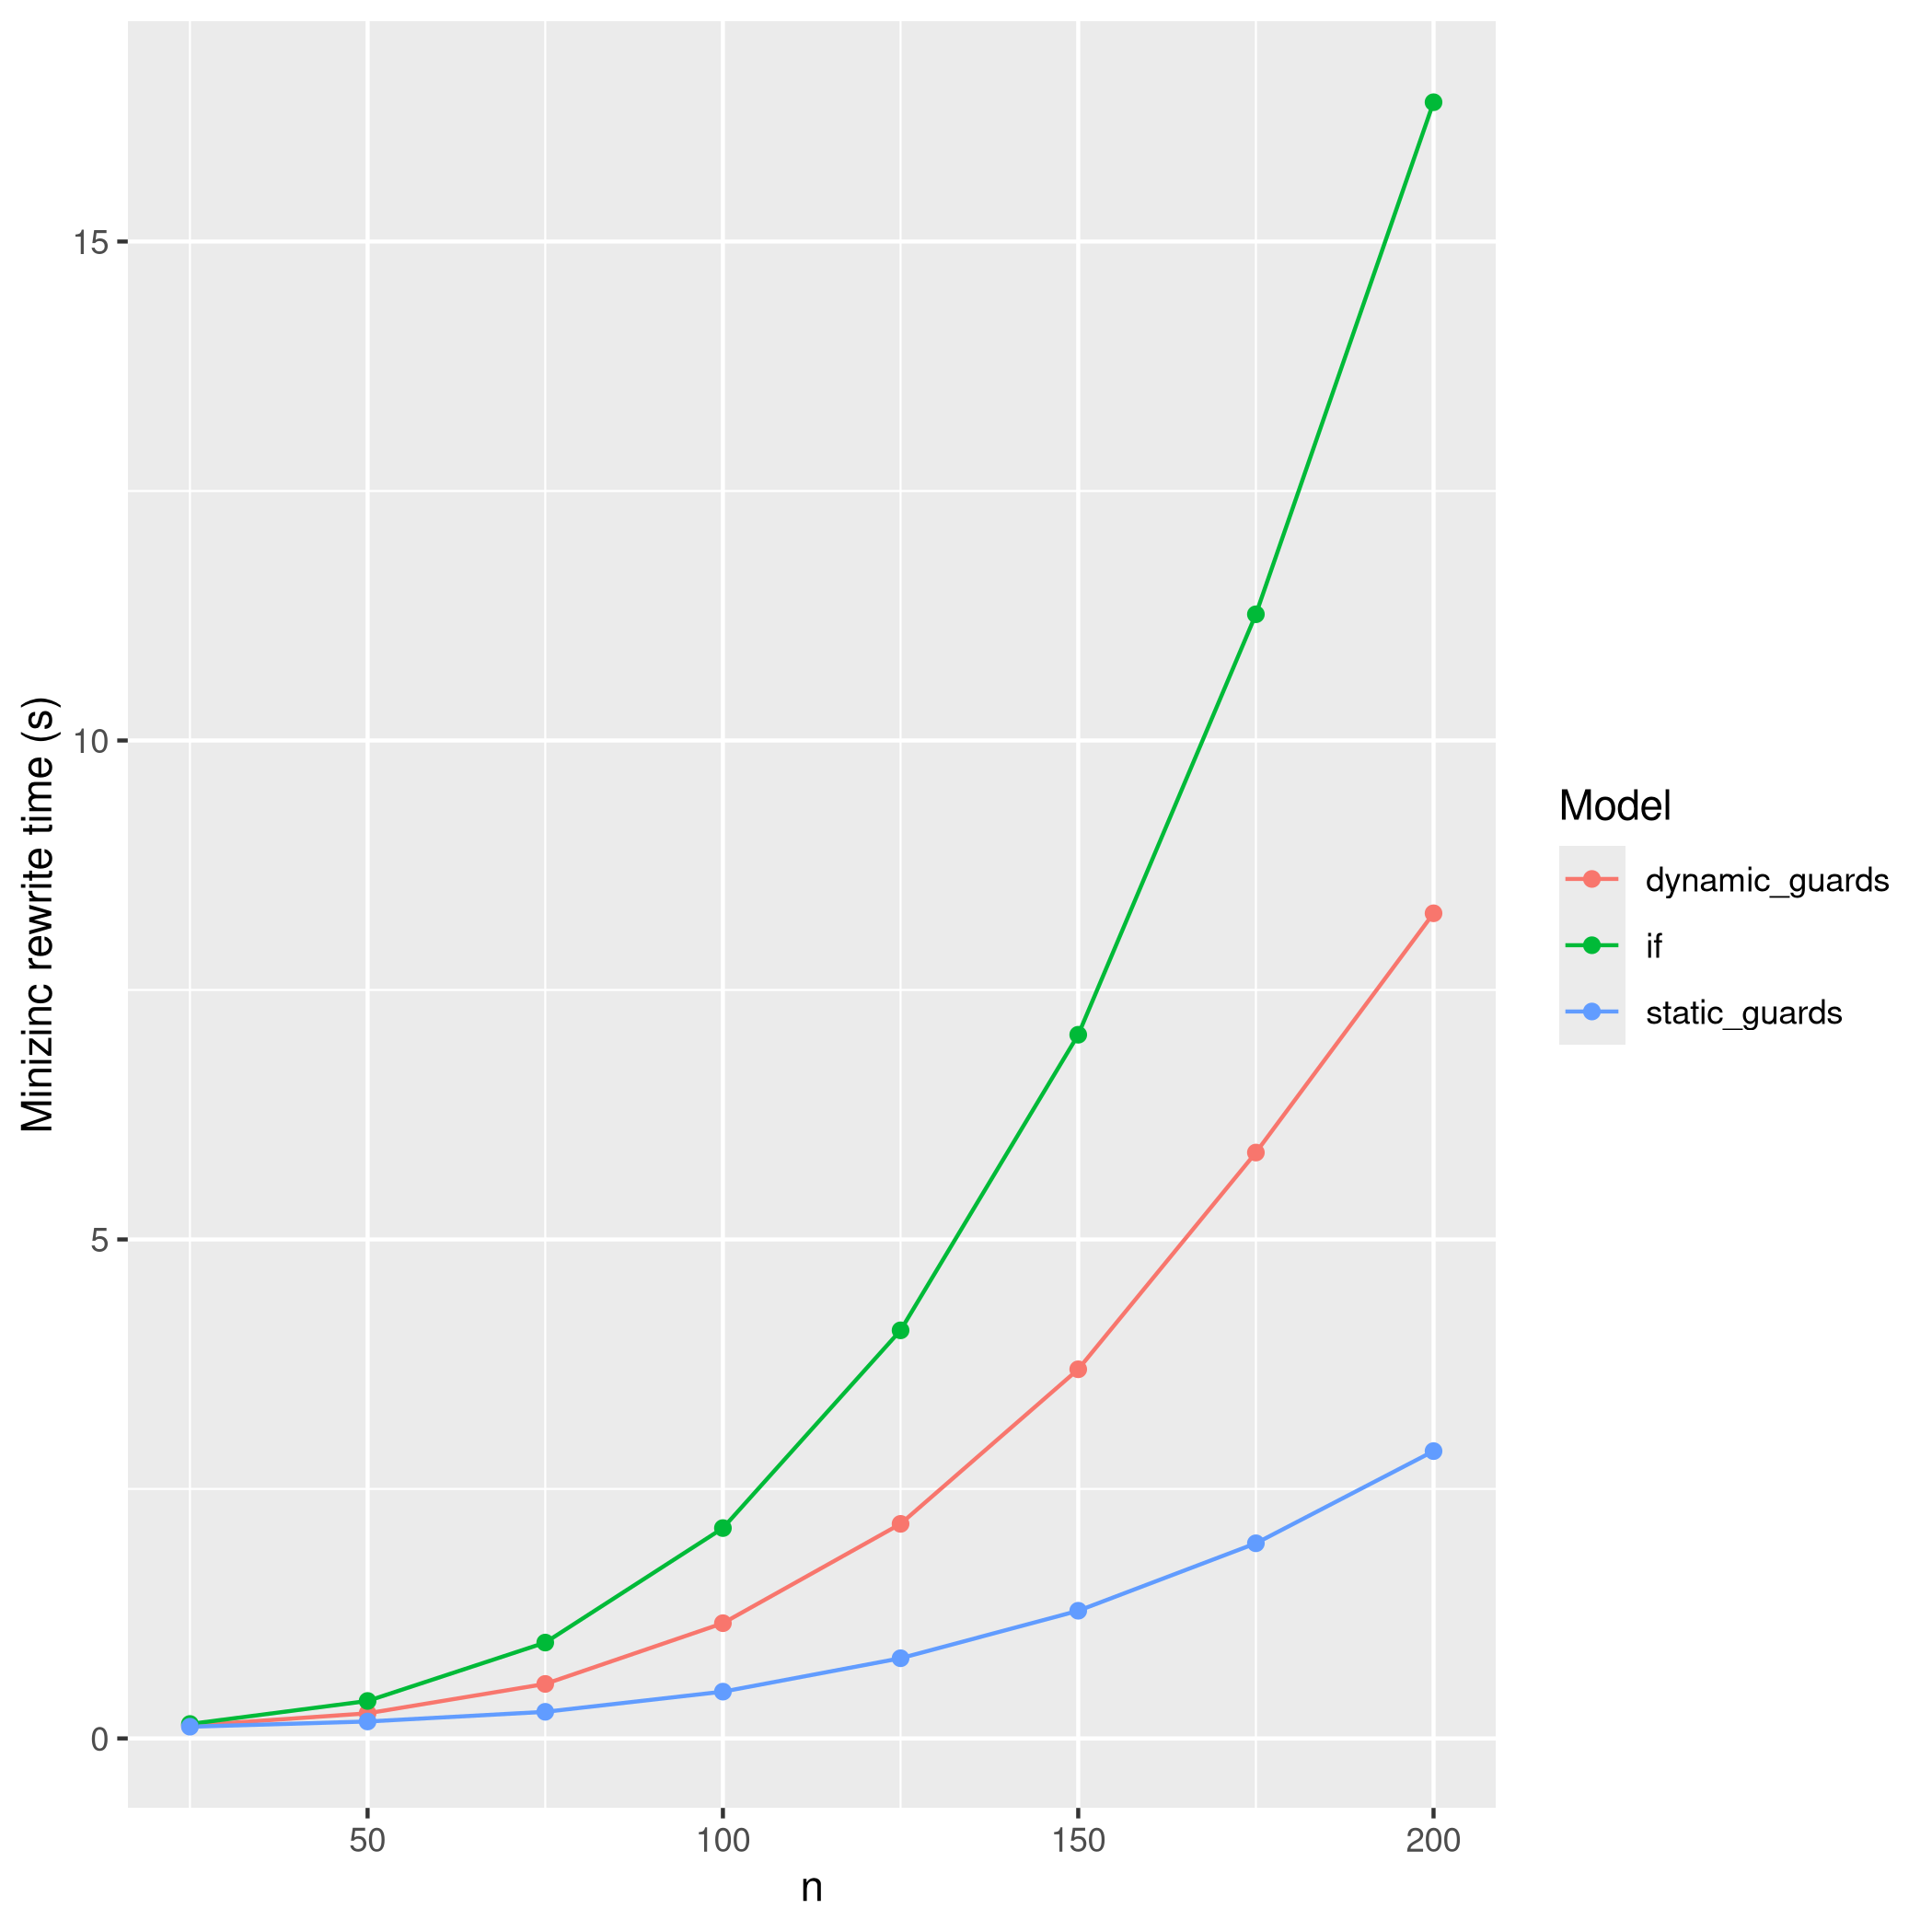 Minizinc rewrite time (s)
15
10
5
0
50
100
150
200
n
Model
dynamic_guards
if
static_guards